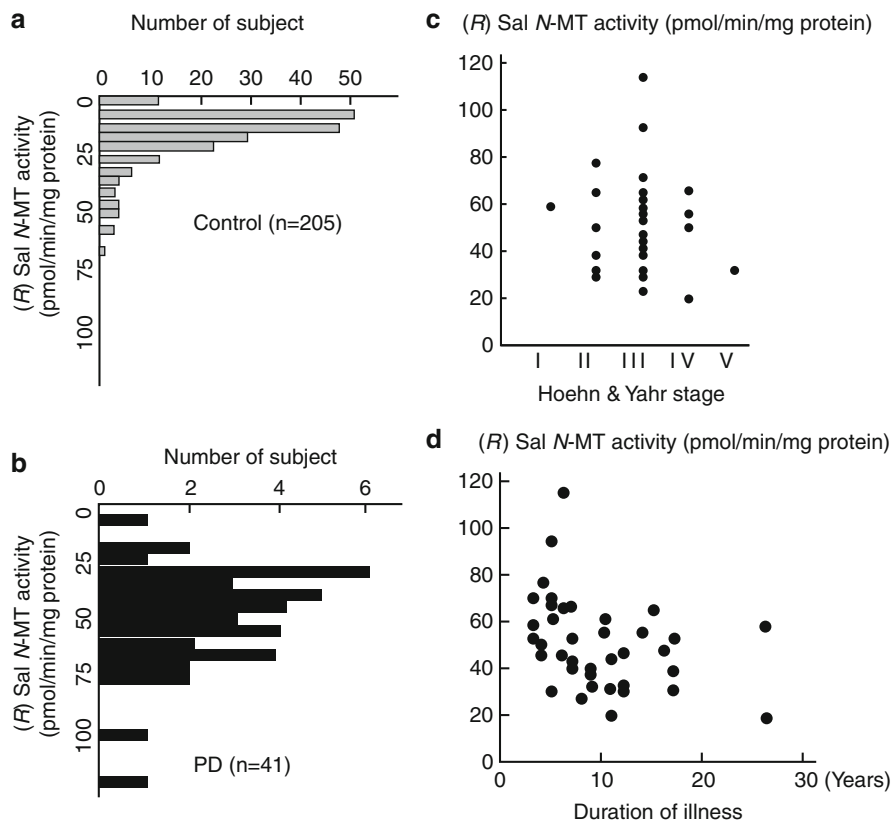 a
Number of subject
0 10 20 30 40 50
0
25
50
75
100
(R) Sal N-MT activity
(pmol/min/mg protein)
Control (n=205)
b
Number of subject
0 2 4 6
0
25
50
75
100
(R) Sal N-MT activity
(pmol/min/mg protein)
PD (n=41)
c
(R) Sal N-MT activity (pmol/min/mg protein)
120
100
80
60
40
20
0
I II III IV V
Hoehn & Yahr stage
d
(R) Sal N-MT activity (pmol/min/mg protein)
120
100
80
60
40
20
0
0 10 20 30 (Years)
Duration of illness